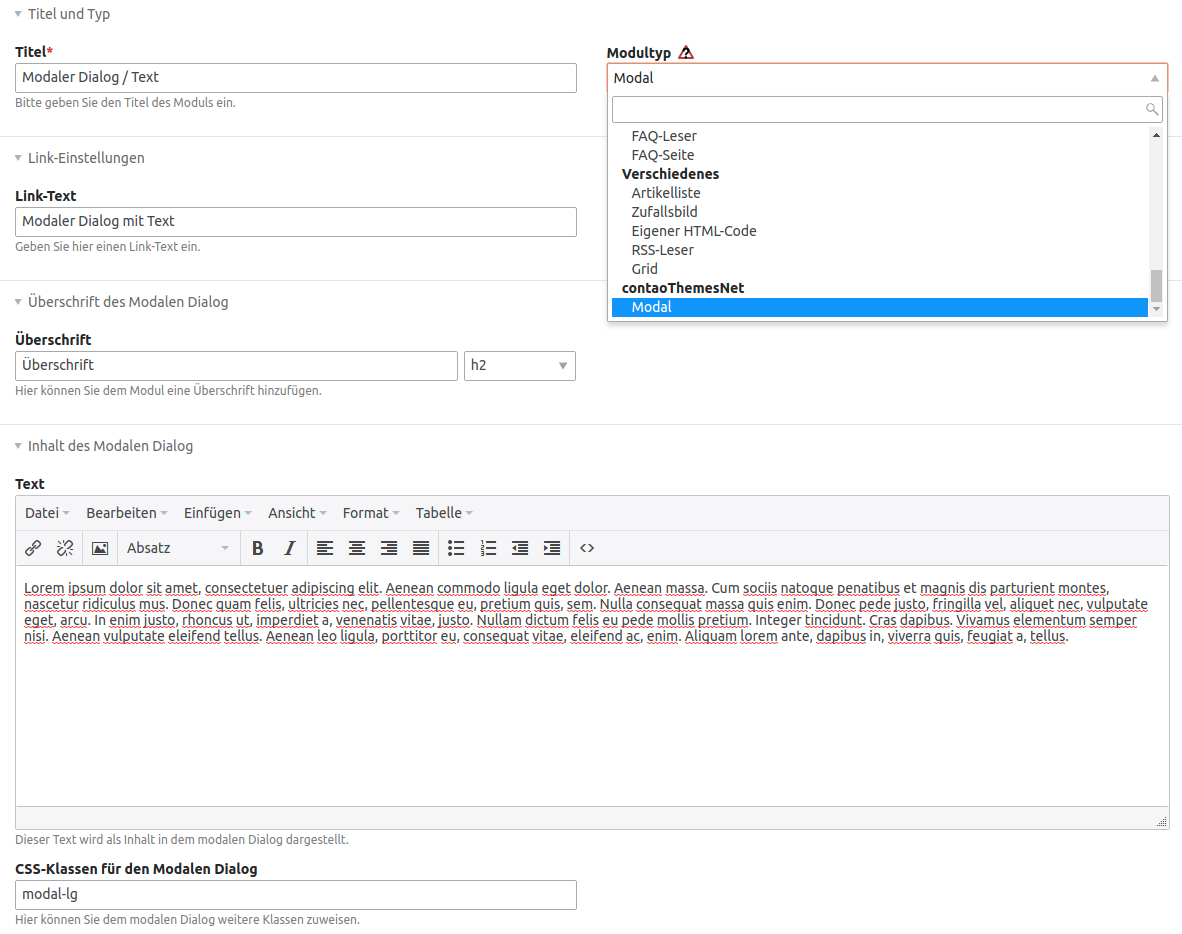 Titel und Typ
Titel*
Modaler Dialog / Text
Bitte geben Sie den Titel des Moduls ein.
Modultyp
Modal
FAQ-Leser
FAQ-Seite
Verschiedenes
Artikelliste
Zufallsbild
Eigener HTML-Code
RSS-Leser
Grid
contaoThemesNet
Modal
Link-Einstellungen
Link-Text
Modaler Dialog mit Text
Geben Sie hier einen Link-Text ein.
Überschrift des Modalen Dialog
Überschrift
Überschrift h2
Hier können Sie dem Modul eine Überschrift hinzufügen.
Inhalt des Modalen Dialog
Text
Datei Bearbeiten Einfügen Ansicht Format Tabelle
Absatz B I
Lorem ipsum dolor sit amet, consectetuer adipiscing elit. Aenean commodo ligula eget dolor. Aenean massa. Cum sociis natoque penatibus et magnis dis parturient montes,
nascetur ridiculus mus. Donec quam felis, ultricies nec, pellentesque eu, pretium quis, sem. Nulla consequat massa quis enim. Donec pede justo, fringilla vel, aliquet nec, vulputate
eget, arcu. In enim justo, rhoncus ut, imperdiet a, venenatis vitae, justo. Nullam dictum felis eu pede mollis pretium. Integer tincidunt. Cras dapibus. Vivamus elementum semper
nisi. Aenean vulputate eleifend tellus. Aenean leo ligula, porttitor eu, consequat vitae, eleifend ac, enim. Aliquam lorem ante, dapibus in, viverra quis, feugiat a, tellus.
Dieser Text wird als Inhalt in dem modalen Dialog dargestellt.
CSS-Klassen für den Modalen Dialog
modal-lg
Hier können Sie dem modalen Dialog weitere Klassen zuweisen.